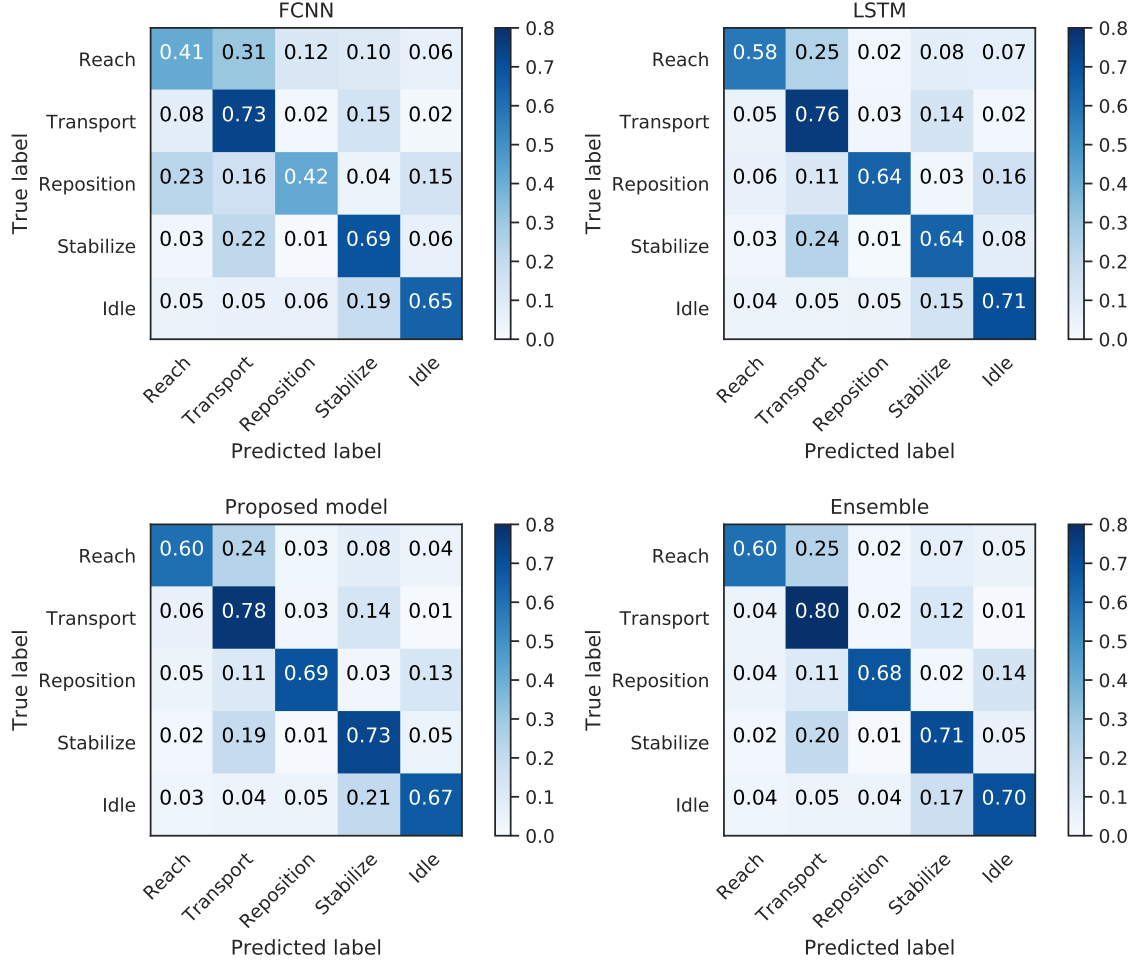 FCNN
True label
Reach 0.41 0.31 0.12 0.10 0.06
Transport 0.08 0.73 0.02 0.15 0.02
Reposition 0.23 0.16 0.42 0.04 0.15
Stabilize 0.03 0.22 0.01 0.69 0.06
Idle 0.05 0.05 0.06 0.19 0.65
Reach Transport Reposition Stabilize Idle
Predicted label
0.8
0.7
0.6
0.5
0.4
0.3
0.2
0.1
0.0
LSTM
True label
Reach 0.58 0.25 0.02 0.08 0.07
Transport 0.05 0.76 0.03 0.14 0.02
Reposition 0.06 0.11 0.64 0.03 0.16
Stabilize 0.03 0.24 0.01 0.64 0.08
Idle 0.04 0.05 0.05 0.15 0.71
Reach Transport Reposition Stabilize Idle
Predicted label
0.8
0.7
0.6
0.5
0.4
0.3
0.2
0.1
0.0
Proposed model
True label
Reach 0.60 0.24 0.03 0.08 0.04
Transport 0.06 0.78 0.03 0.14 0.01
Reposition 0.05 0.11 0.69 0.03 0.13
Stabilize 0.02 0.19 0.01 0.73 0.05
Idle 0.03 0.04 0.05 0.21 0.67
Reach Transport Reposition Stabilize Idle
Predicted label
0.8
0.7
0.6
0.5
0.4
0.3
0.2
0.1
0.0
Ensemble
True label
Reach 0.60 0.25 0.02 0.07 0.05
Transport 0.04 0.80 0.02 0.12 0.01
Reposition 0.04 0.11 0.68 0.02 0.14
Stabilize 0.02 0.20 0.01 0.71 0.05
Idle 0.04 0.05 0.04 0.17 0.70
Reach Transport Reposition Stabilize Idle
Predicted label
0.8
0.7
0.6
0.5
0.4
0.3
0.2
0.1
0.0